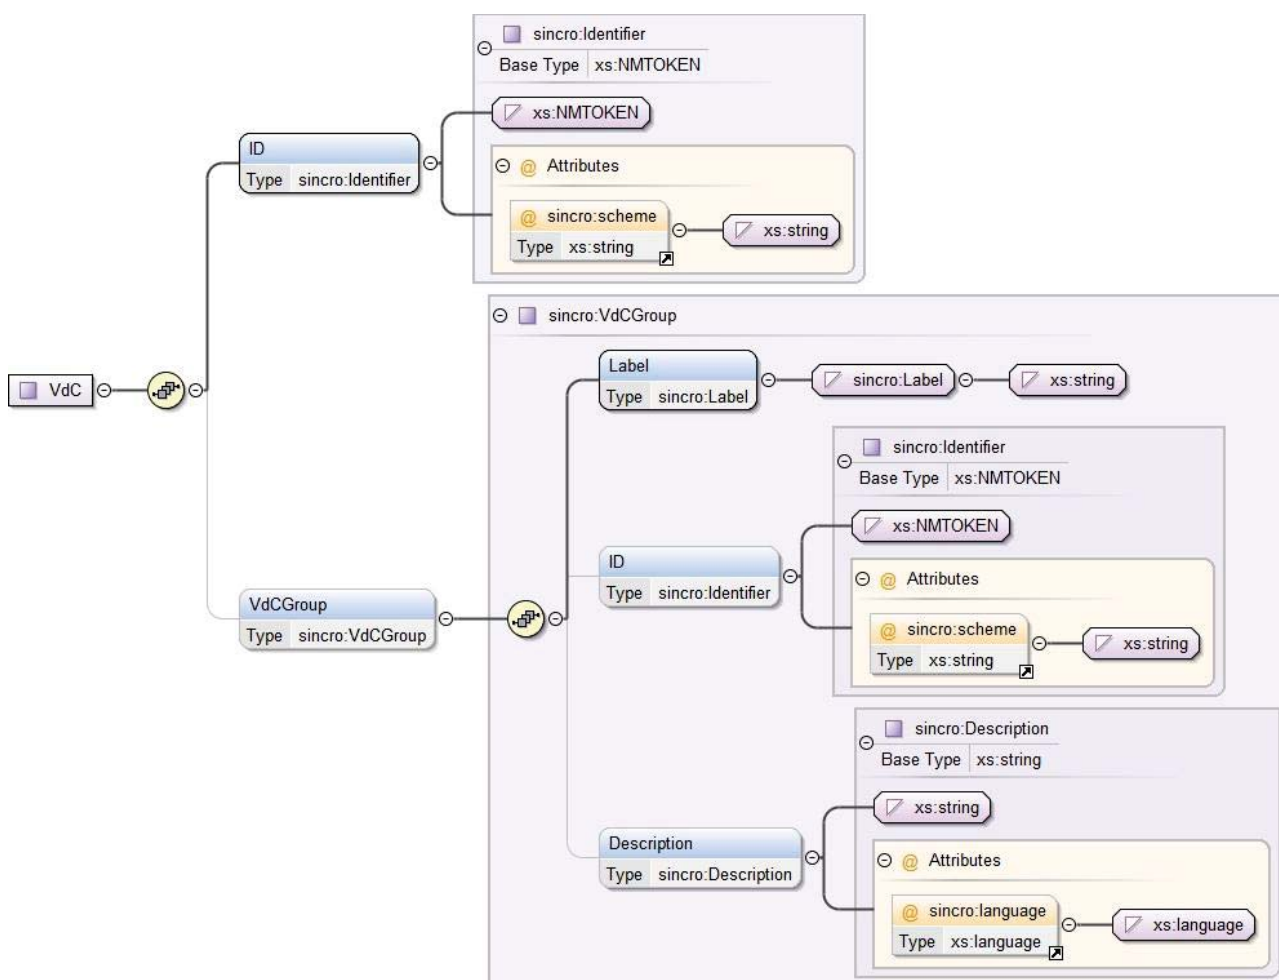 sincro:Identifier
Base Type xs:NMTOKEN
xs:NMTOKEN
ID
Type sincro:Identifier
@ Attributes
@ sincro:scheme
Type xs:string
xs:string
sincro:VdCGroup
VdC
Label
Type sincro:Label
sincro:Label
xs:string
sincro:Identifier
Base Type xs:NMTOKEN
xs:NMTOKEN
ID
Type sincro:Identifier
@ Attributes
@ sincro:scheme
Type xs:string
xs:string
VdCGroup
Type sincro:VdCGroup
sincro:Description
Base Type xs:string
xs:string
Description
Type sincro:Description
@ Attributes
@ sincro:language
Type xs:language
xs:language